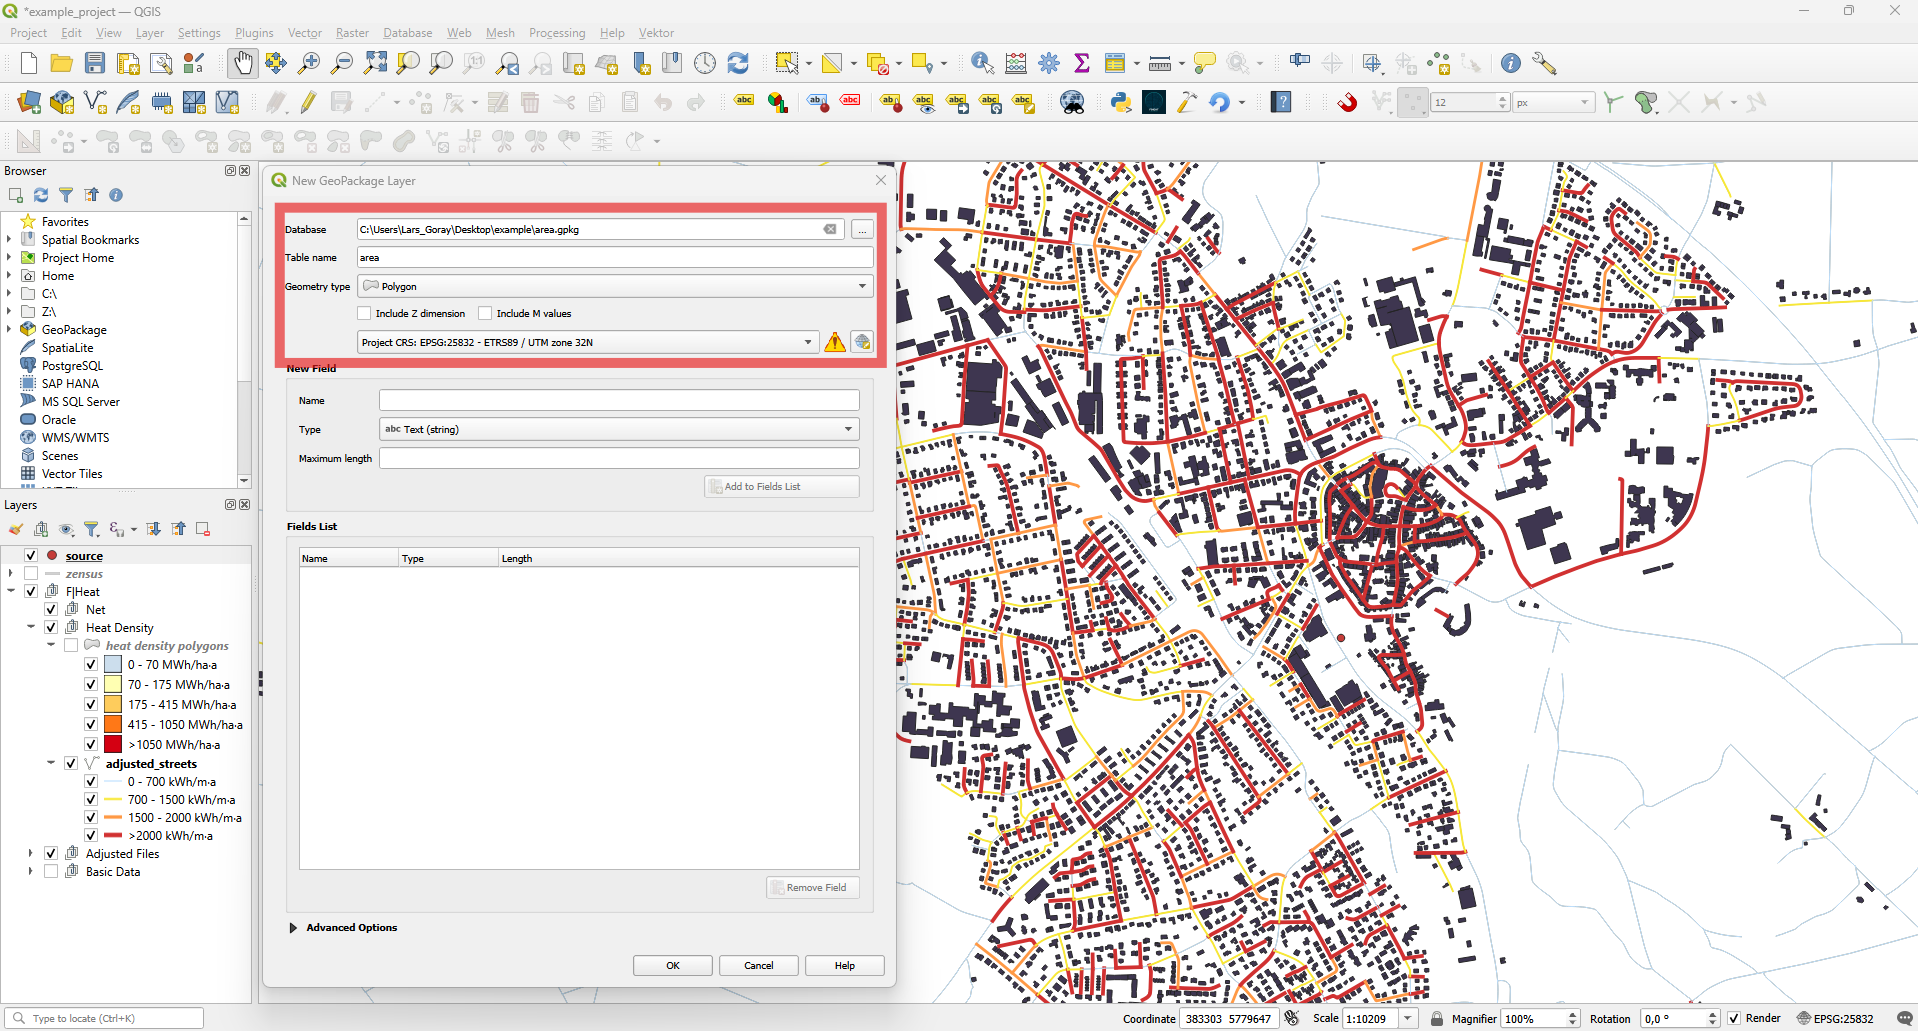 *example_project — QGIS
Project Edit View Layer Settings Plugins Vector Raster Database Web Mesh Processing Help Vektor
12 px
Browser
Favorites
Spatial Bookmarks
Project Home
Home
C:\
Z:\
GeoPackage
SpatiaLite
PostgreSQL
SAP HANA
MS SQL Server
Oracle
WMS/WMTS
Scenes
Vector Tiles
Layers
source
zensus
F|Heat
Net
Heat Density
heat density polygons
0 - 70 MWh/ha·a
70 - 175 MWh/ha·a
175 - 415 MWh/ha·a
415 - 1050 MWh/ha·a
>1050 MWh/ha·a
adjusted_streets
0 - 700 kWh/m·a
700 - 1500 kWh/m·a
1500 - 2000 kWh/m·a
>2000 kWh/m·a
Adjusted Files
Basic Data
New GeoPackage Layer
Database C:\Users\Lars_Goray\Desktop\example\area.gpkg ...
Table name area
Geometry type Polygon
Include Z dimension Include M values
Project CRS: EPSG:25832 - ETRS89 / UTM zone 32N
New Field
Name
Type abc Text (string)
Maximum length
Add to Fields List
Fields List
Name Type Length
Remove Field
Advanced Options
OK Cancel Help
Type to locate (Ctrl+K) Coordinate 383303 5779647 Scale 1:10209 Magnifier 100% Rotation 0,0 ° Render EPSG:25832